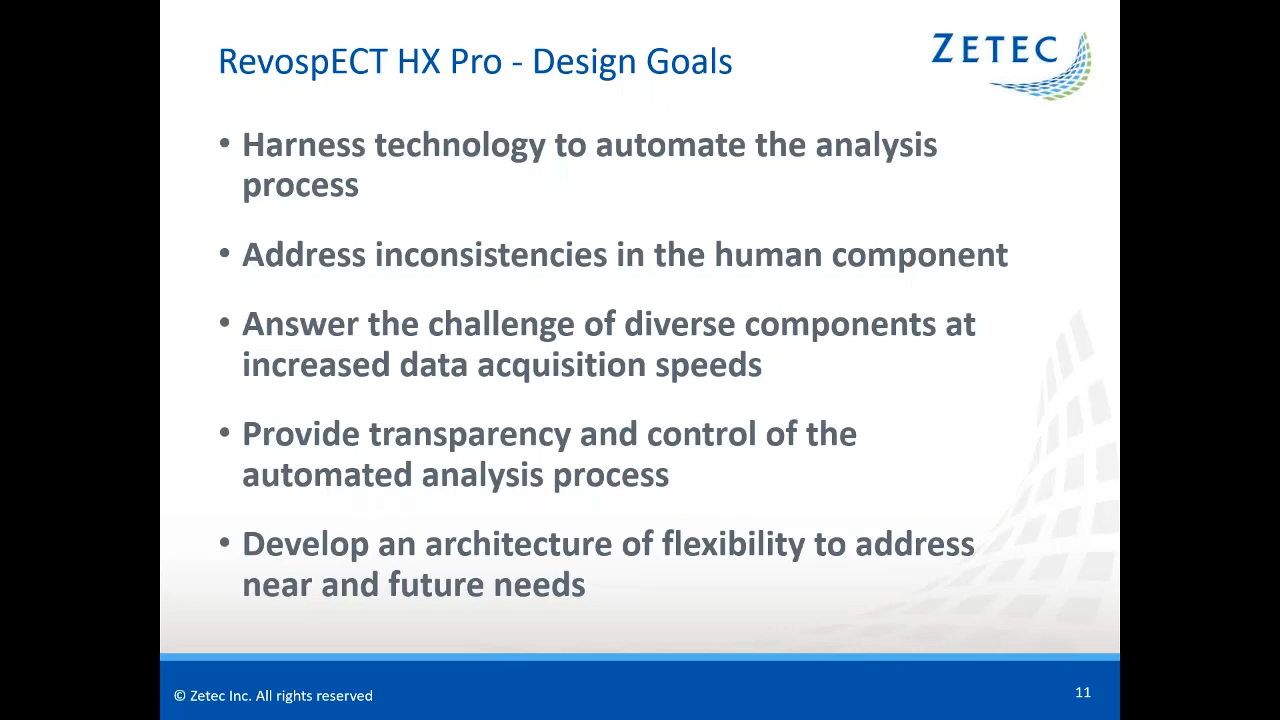 RevospECT HX Pro - Design Goals
ZETEC
• Harness technology to automate the analysis
process
• Address inconsistencies in the human component
• Answer the challenge of diverse components at
increased data acquisition speeds
• Provide transparency and control of the
automated analysis process
• Develop an architecture of flexibility to address
near and future needs
© Zetec Inc. All rights reserved
11